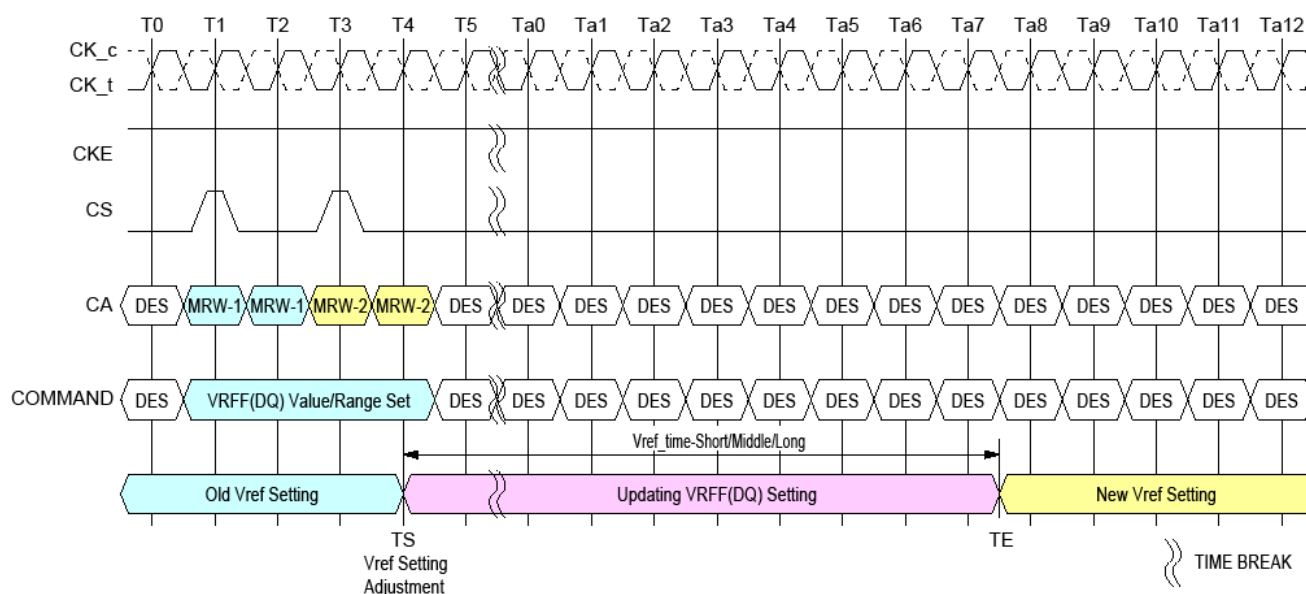 T0 T1 T2 T3 T4 T5 Ta0 Ta1 Ta2 Ta3 Ta4 Ta5 Ta6 Ta7 Ta8 Ta9 Ta10 Ta11 Ta12
CK_c
CK_t
CKE
CS
CA DES MRW-1 MRW-1 MRW-2 MRW-2 DES DES DES DES DES DES DES DES DES DES DES DES DES DES
COMMAND DES VRFF(DQ) Value/Range Set DES DES DES DES DES DES DES DES DES DES DES DES DES DES
Vref_time-Short/Middle/Long
Old Vref Setting Updating VRFF(DQ) Setting New Vref Setting
TS TE
Vref Setting
Adjustment
TIME BREAK